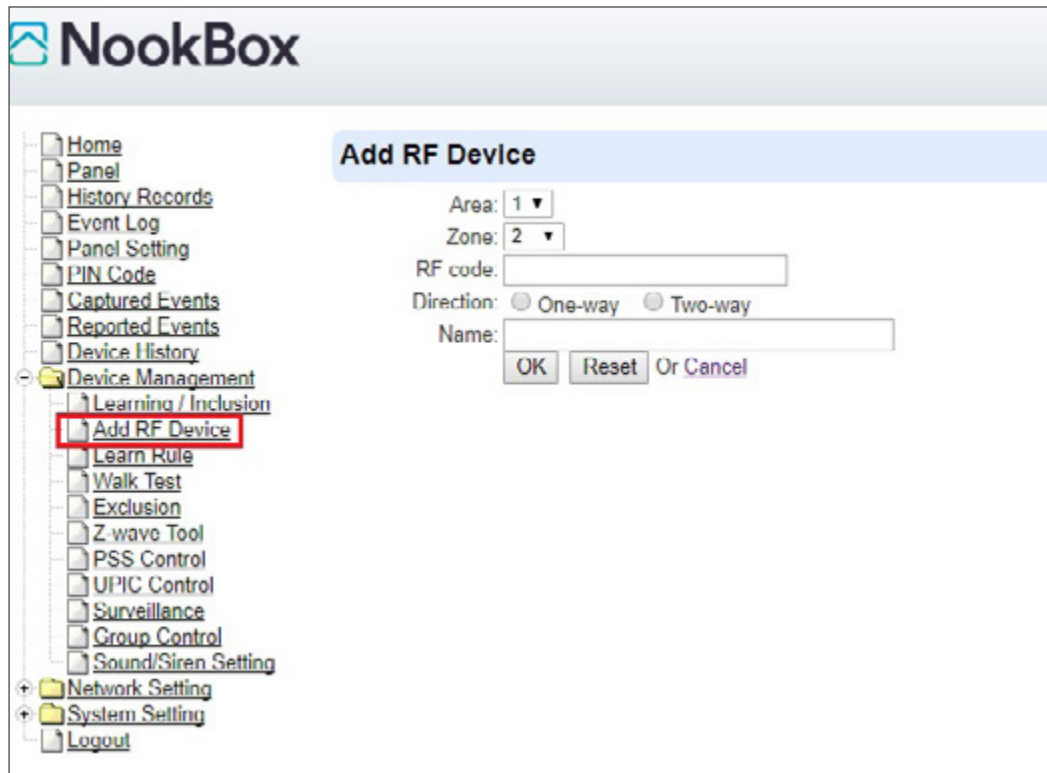 NookBox
Home
Panel
History Records
Event Log
Panel Setting
PIN Code
Captured Events
Reported Events
Device History
Device Management
Learning / Inclusion
Add RF Device
Learn Rule
Walk Test
Exclusion
Z-wave Tool
PSS Control
UPIC Control
Surveillance
Group Control
Sound/Siren Setting
Network Setting
System Setting
Logout
Add RF Device
Area: 1
Zone: 2
RF code:
Direction: One-way Two-way
Name:
OK Reset Or Cancel